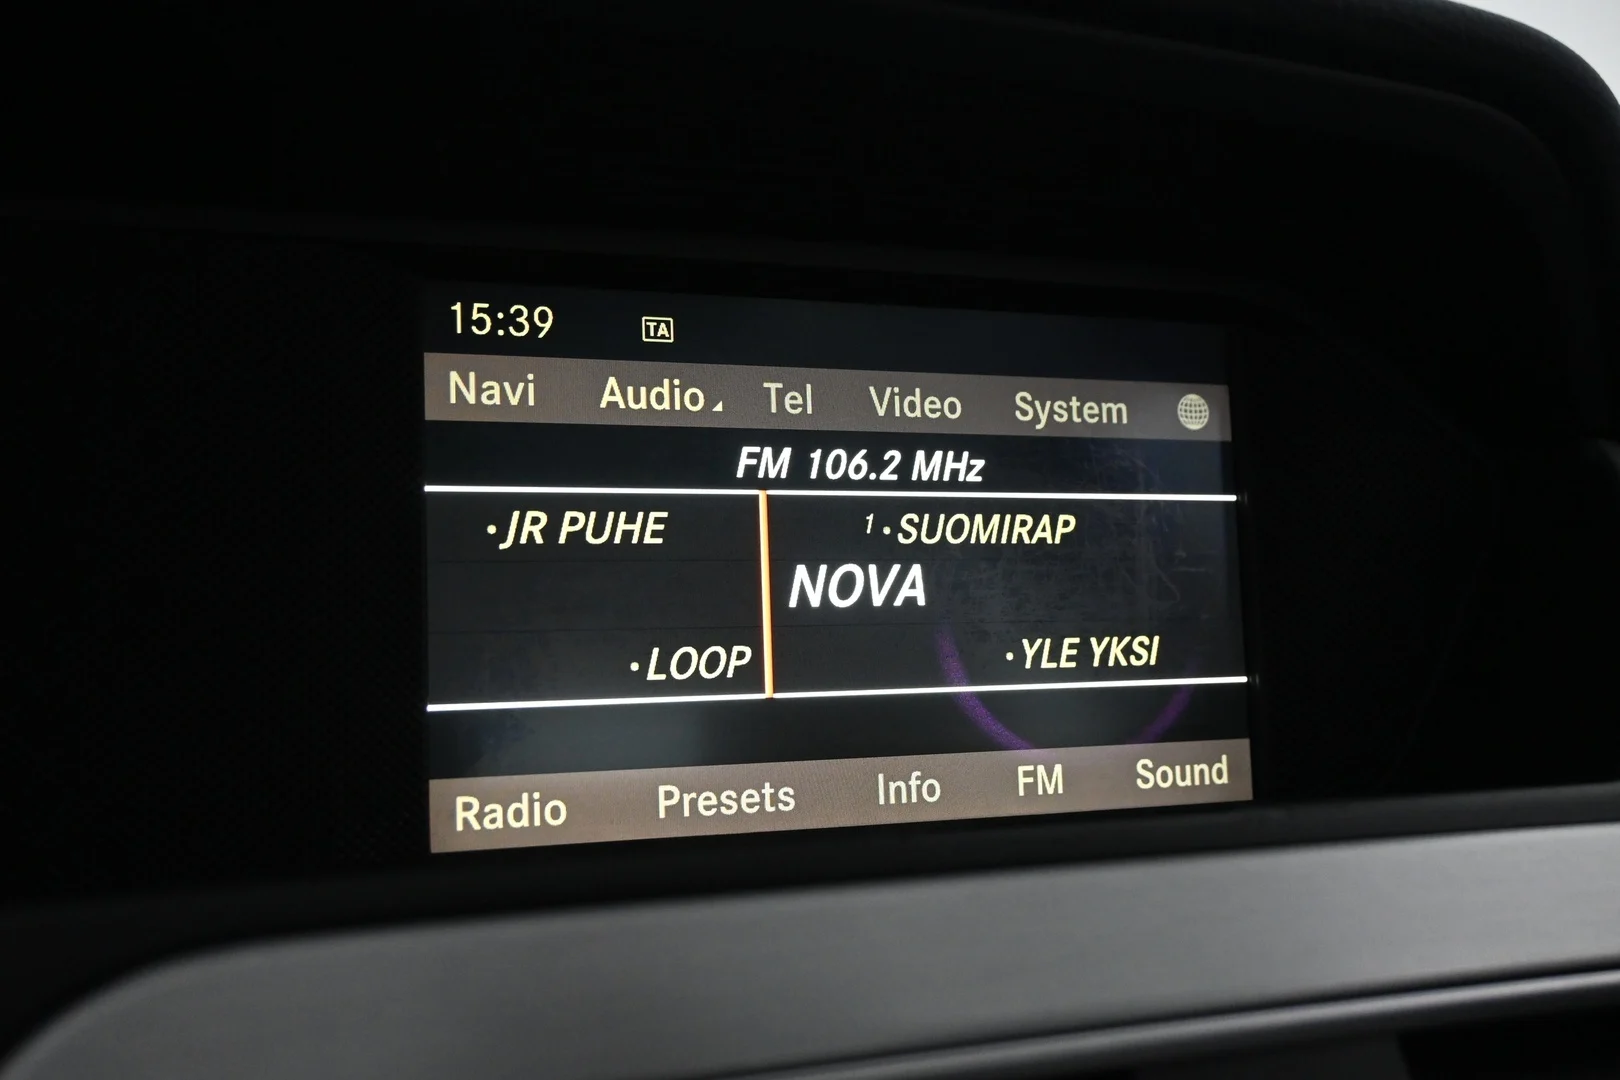 15:39 TA
Navi Audio Tel Video System
FM 106.2 MHz
·JR PUHE 1·SUOMIRAP
NOVA
·LOOP ·YLE YKSI
Radio Presets Info FM Sound